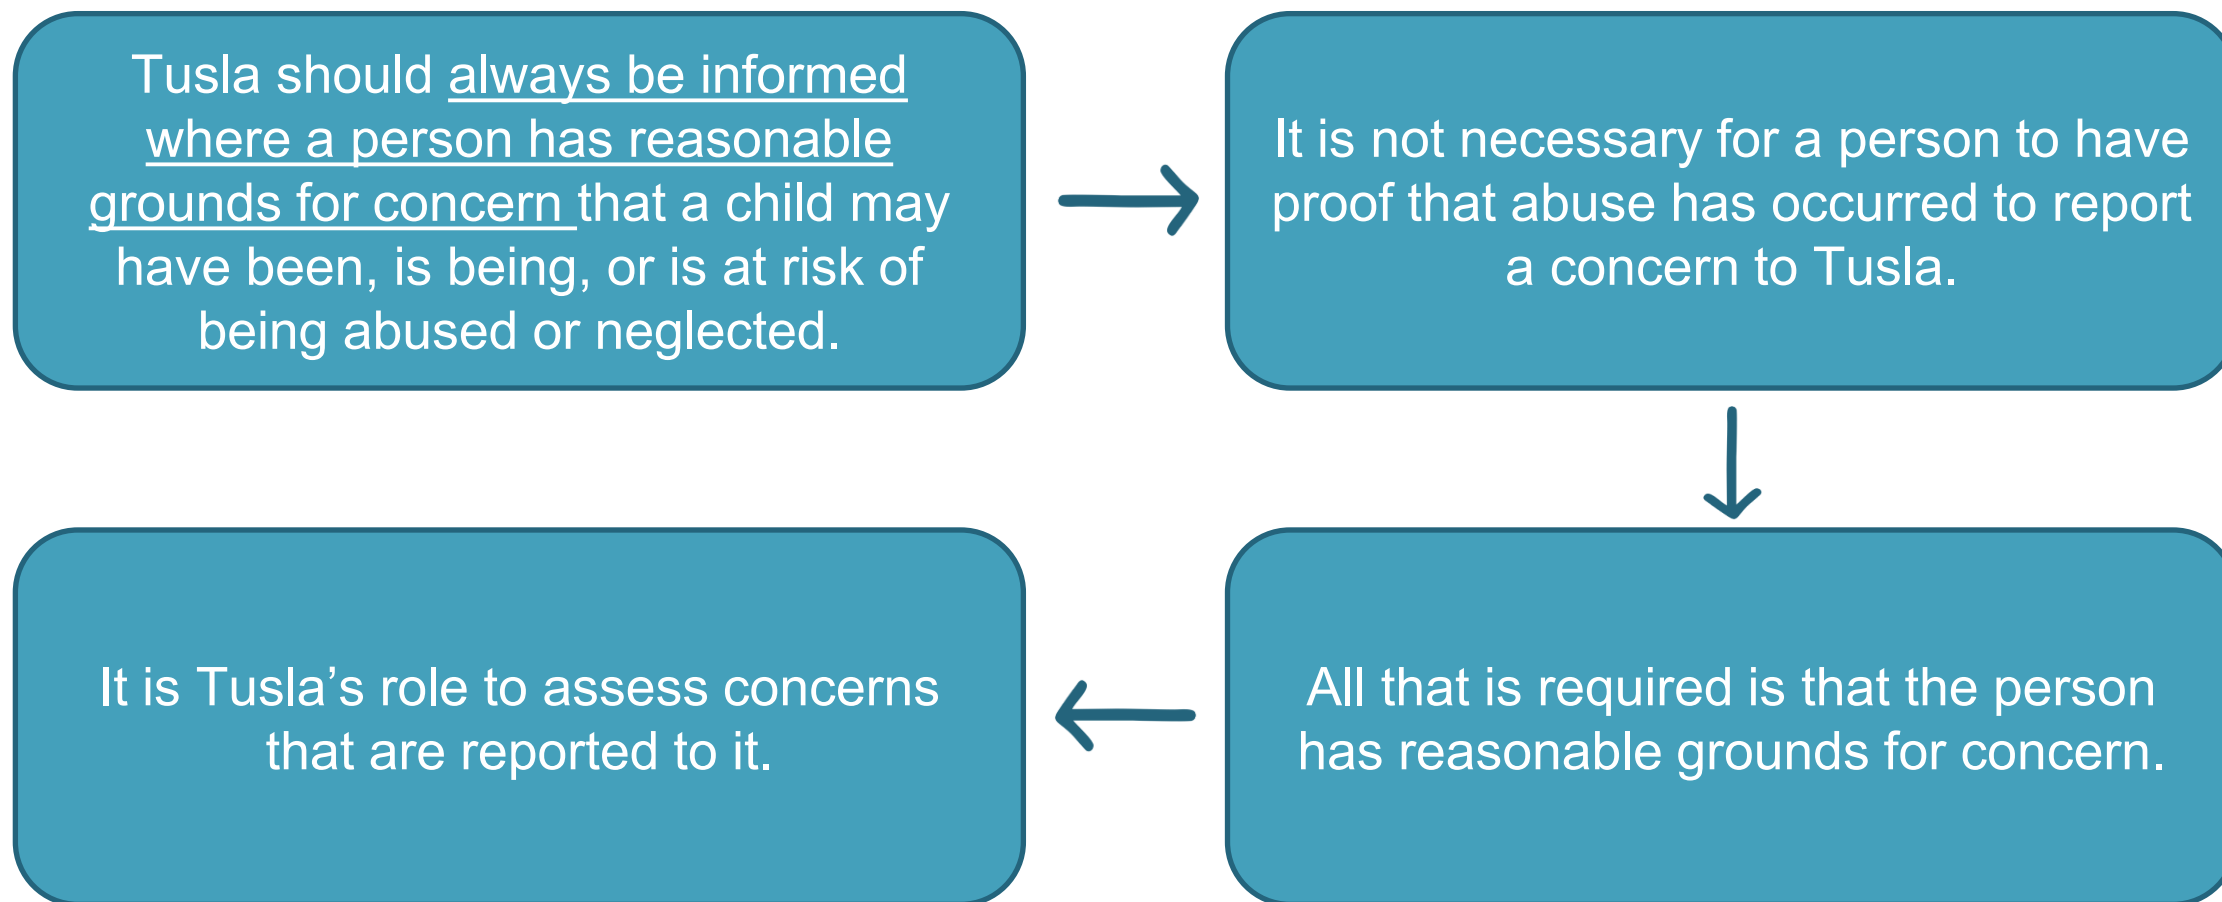 Tusla should always be informed
where a person has reasonable
grounds for concern that a child may
have been, is being, or is at risk of
being abused or neglected.
It is not necessary for a person to have
proof that abuse has occurred to report
a concern to Tusla.
All that is required is that the person
has reasonable grounds for concern.
It is Tusla’s role to assess concerns
that are reported to it.